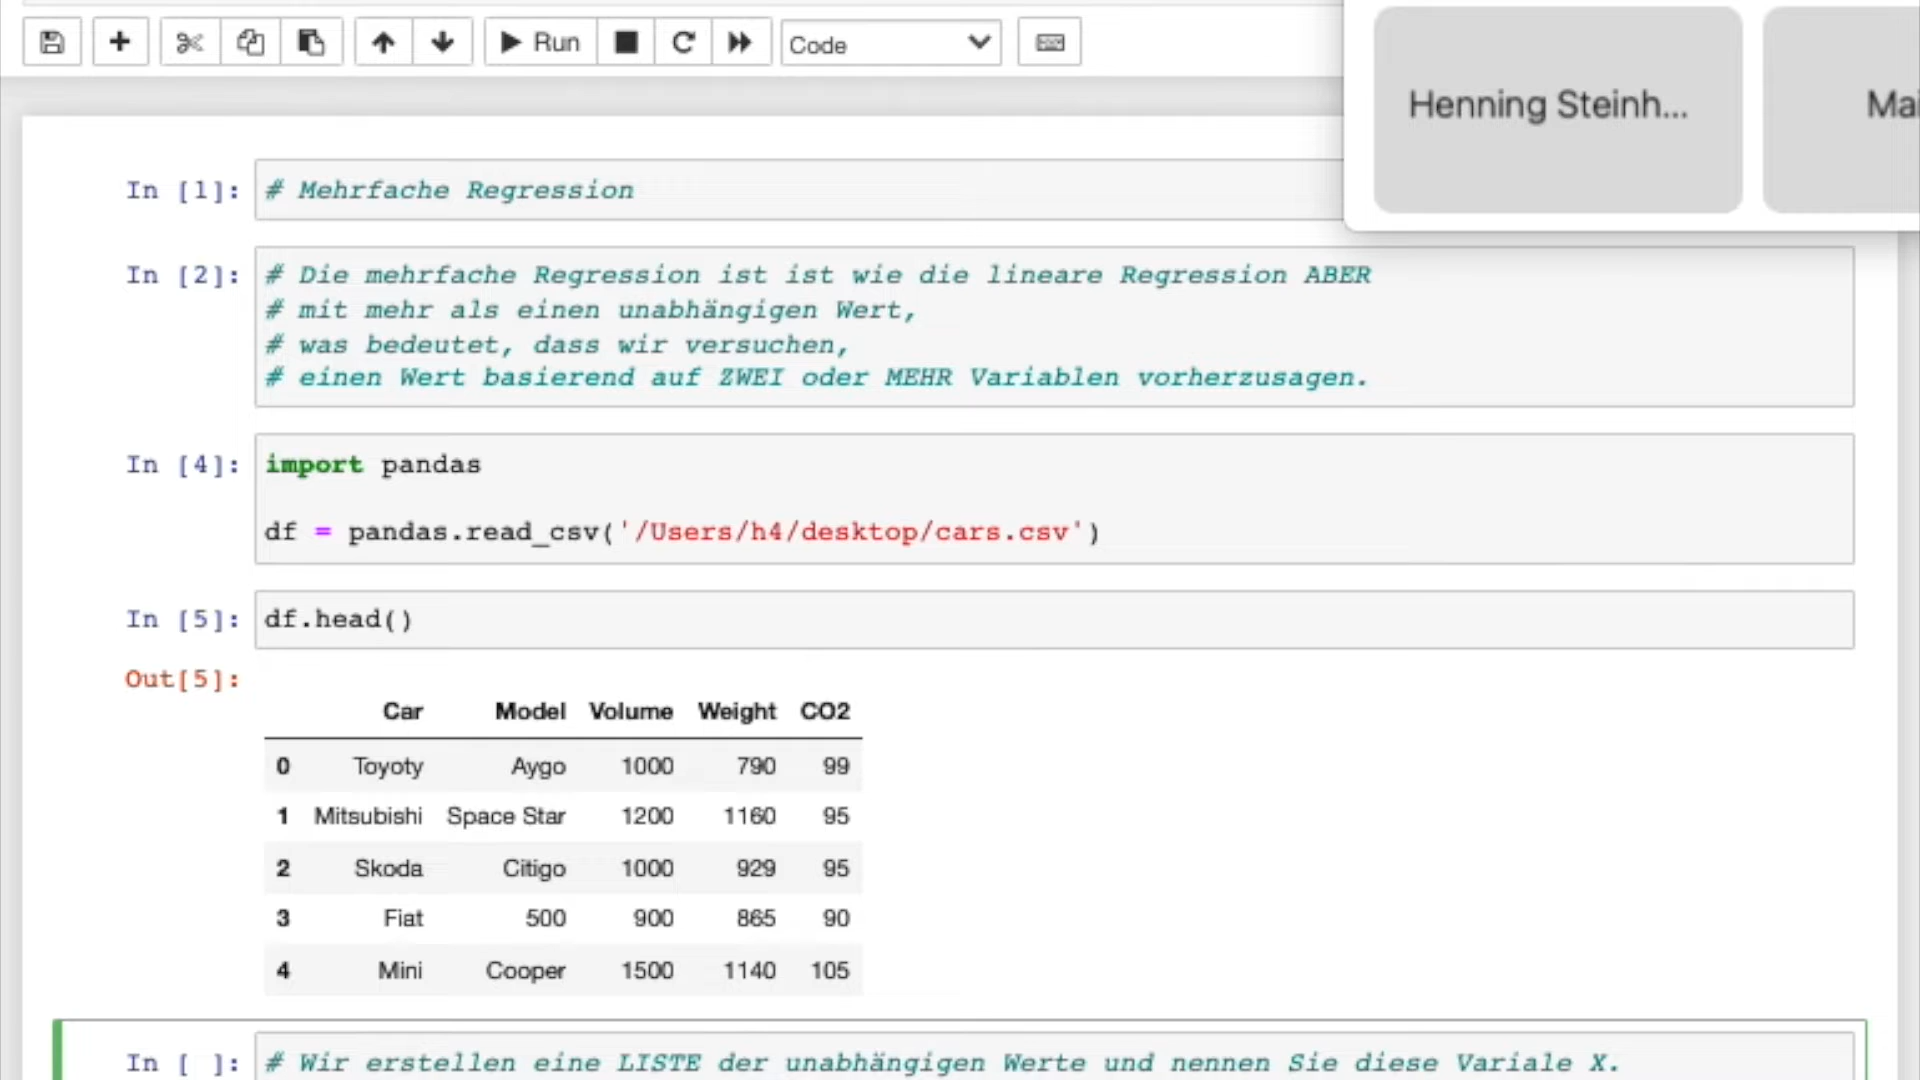 Run
Code
Henning Steinh...
Mai
In [1]: # Mehrfache Regression
In [2]: # Die mehrfache Regression ist ist wie die lineare Regression ABER
# mit mehr als einen unabhängigen Wert,
# was bedeutet, dass wir versuchen,
# einen Wert basierend auf ZWEI oder MEHR Variablen vorherzusagen.
In [4]: import pandas
df = pandas.read_csv('/Users/h4/desktop/cars.csv')
In [5]: df.head()
Out[5]:
Car Model Volume Weight CO2
0 Toyoty Aygo 1000 790 99
1 Mitsubishi Space Star 1200 1160 95
2 Skoda Citigo 1000 929 95
3 Fiat 500 900 865 90
4 Mini Cooper 1500 1140 105
In [ ]: # Wir erstellen eine LISTE der unabhängigen Werte und nennen Sie diese Variale X.